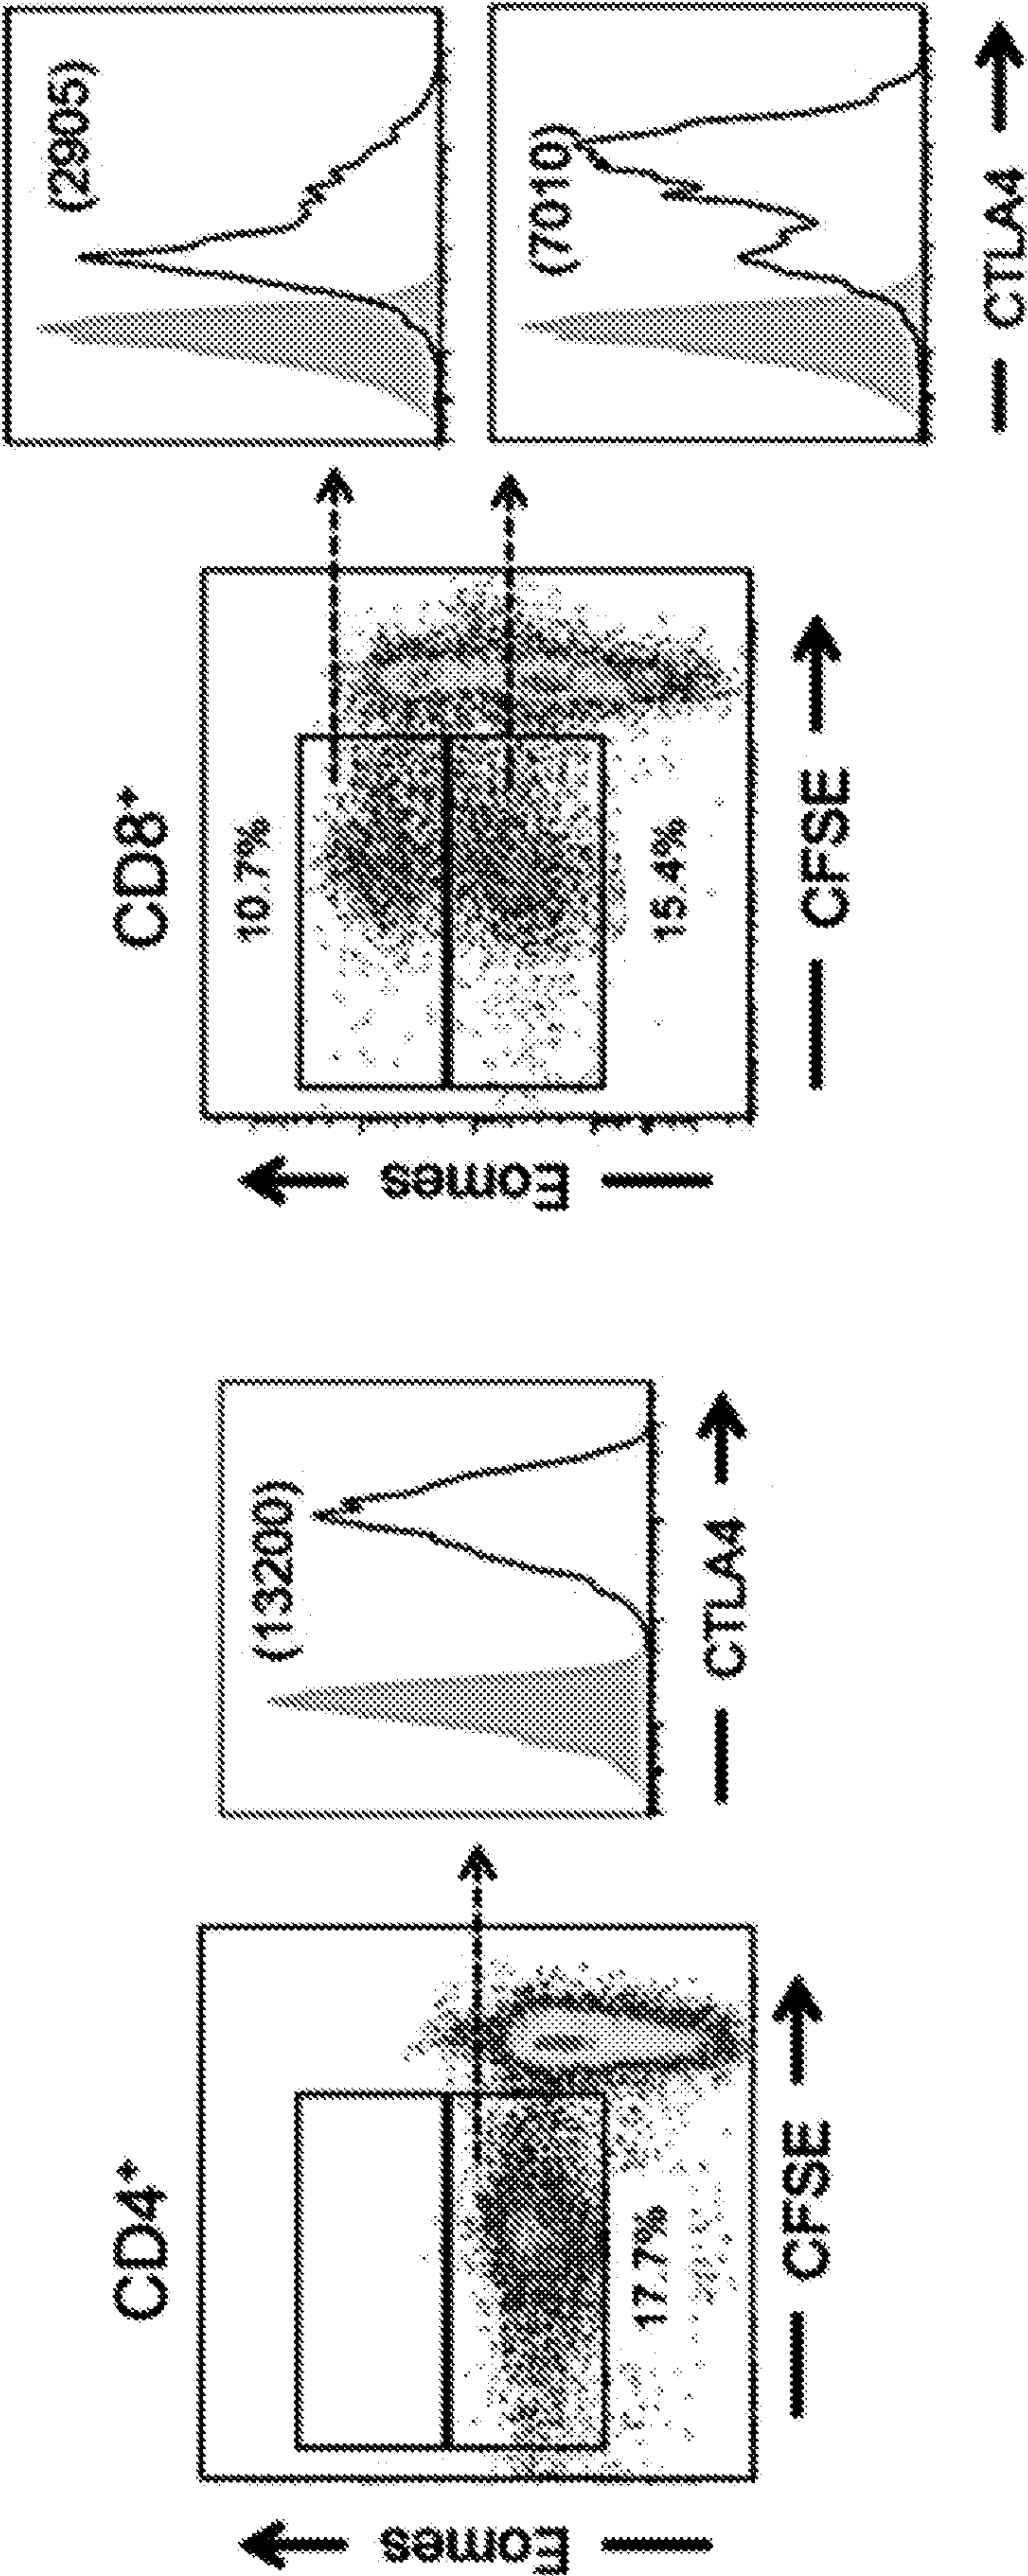 CD4⁺
Eomes
17.7%
CFSE
(13200)
CTLA4
CD8⁺
Eomes
10.7%
15.4%
CFSE
(2905)
(7010)
CTLA4